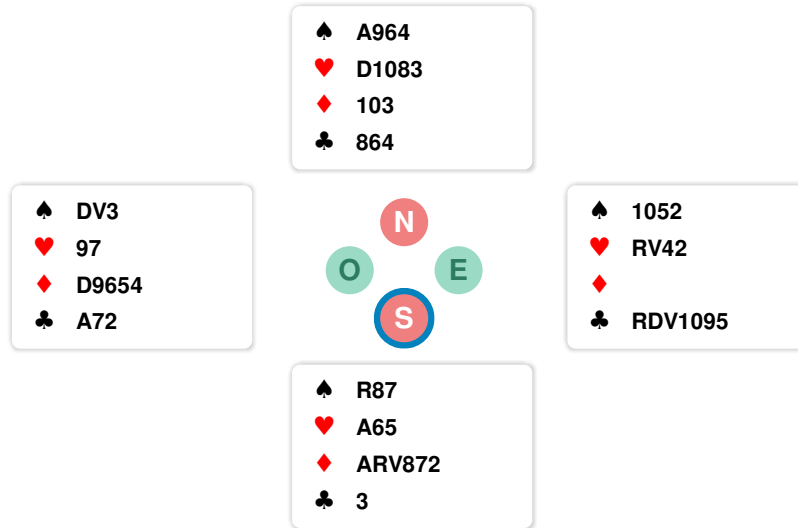 ♠ A964
♥ D1083
♦ 103
♣ 864
♠ DV3
♥ 97
♦ D9654
♣ A72
N
O E
S
♠ 1052
♥ RV42
♦
♣ RDV1095
♠ R87
♥ A65
♦ ARV872
♣ 3